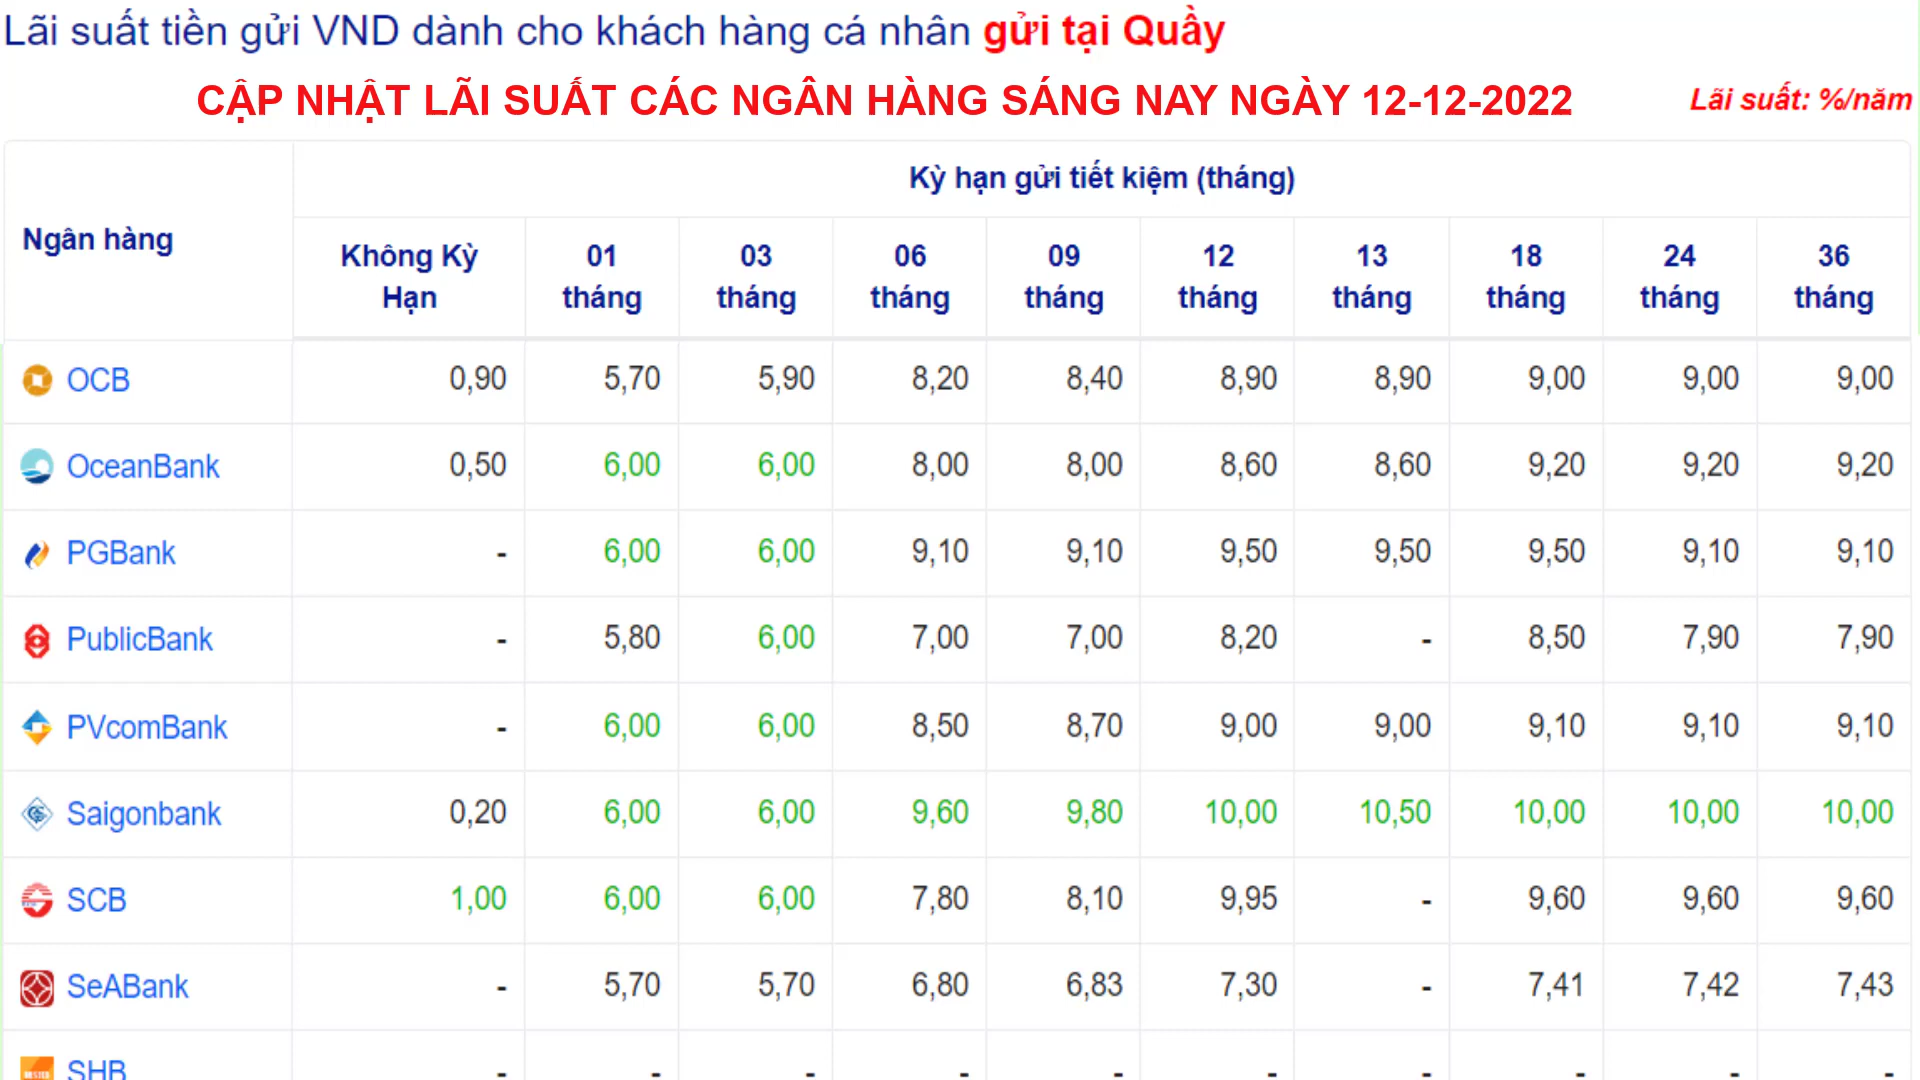 Lãi suất tiền gửi VND dành cho khách hàng cá nhân gửi tại Quầy
CẬP NHẬT LÃI SUẤT CÁC NGÂN HÀNG SÁNG NAY NGÀY 12-12-2022 Lãi suất: %/năm
Kỳ hạn gửi tiết kiệm (tháng)
Ngân hàng
Không Kỳ 01 03 06 09 12 13 18 24 36
Hạn tháng tháng tháng tháng tháng tháng tháng tháng tháng
OCB 0,90 5,70 5,90 8,20 8,40 8,90 8,90 9,00 9,00 9,00
OceanBank 0,50 6,00 6,00 8,00 8,00 8,60 8,60 9,20 9,20 9,20
PGBank - 6,00 6,00 9,10 9,10 9,50 9,50 9,50 9,10 9,10
PublicBank - 5,80 6,00 7,00 7,00 8,20 - 8,50 7,90 7,90
PVcomBank - 6,00 6,00 8,50 8,70 9,00 9,00 9,10 9,10 9,10
Saigonbank 0,20 6,00 6,00 9,60 9,80 10,00 10,50 10,00 10,00 10,00
SCB 1,00 6,00 6,00 7,80 8,10 9,95 - 9,60 9,60 9,60
SeABank - 5,70 5,70 6,80 6,83 7,30 - 7,41 7,42 7,43
SHB - - - - - - - - - -